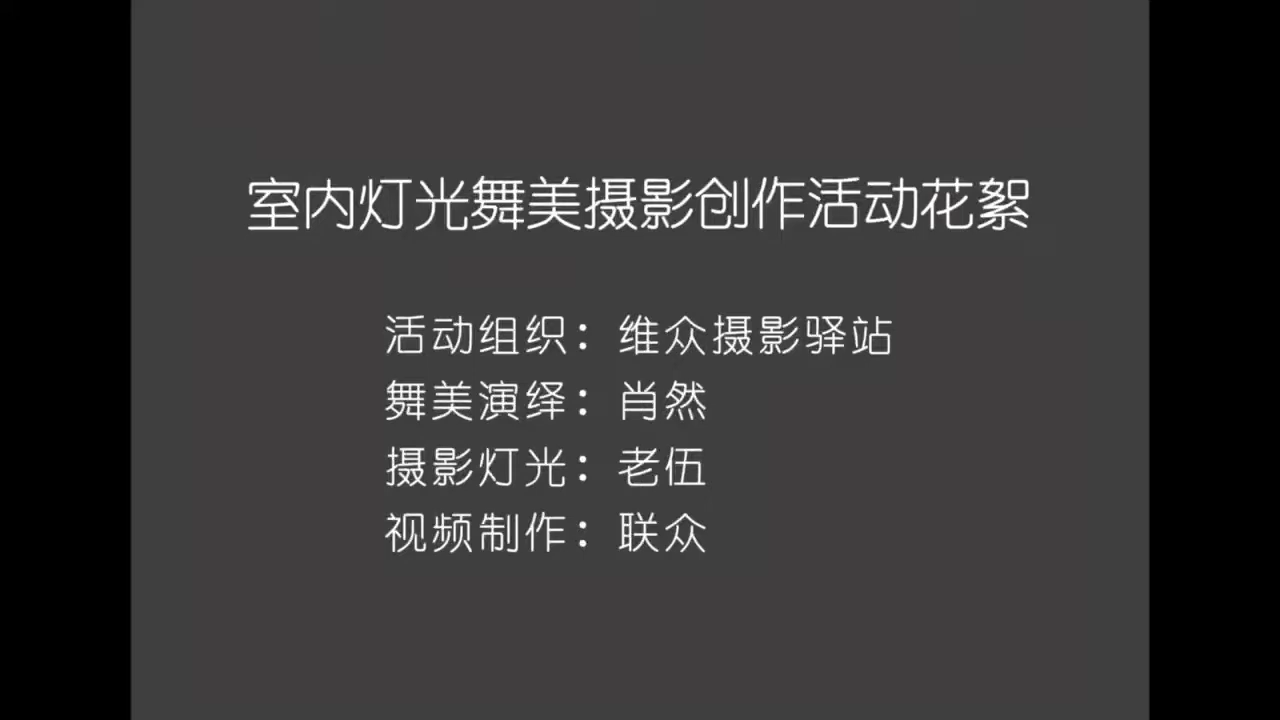 室内灯光舞美摄影创作活动花絮
活动组织：维众摄影驿站
舞美演绎：肖然
摄影灯光：老伍
视频制作：联众